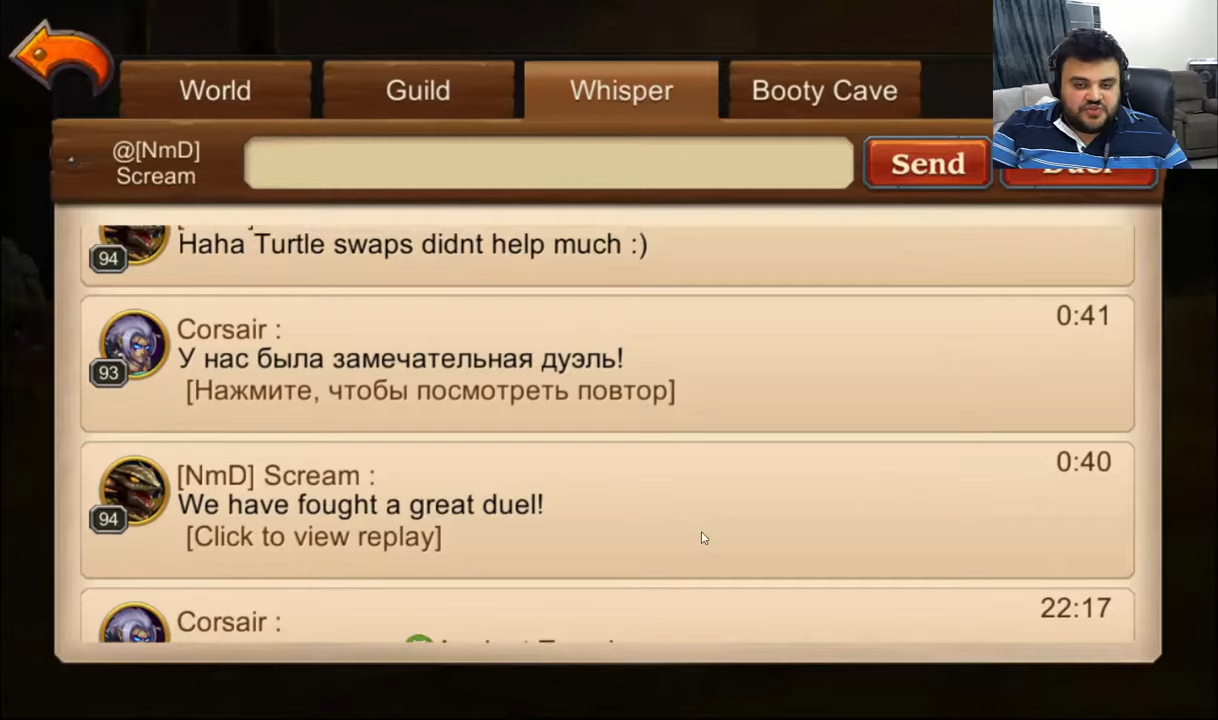 World
Guild
Whisper
Booty Cave
@[NmD]
Scream
Send
94
Haha Turtle swaps didnt help much :)
Corsair :
0:41
93
У нас была замечательная дуэль!
[Нажмите, чтобы посмотреть повтор]
[NmD] Scream :
0:40
94
We have fought a great duel!
[Click to view replay]
Corsair :
22:17